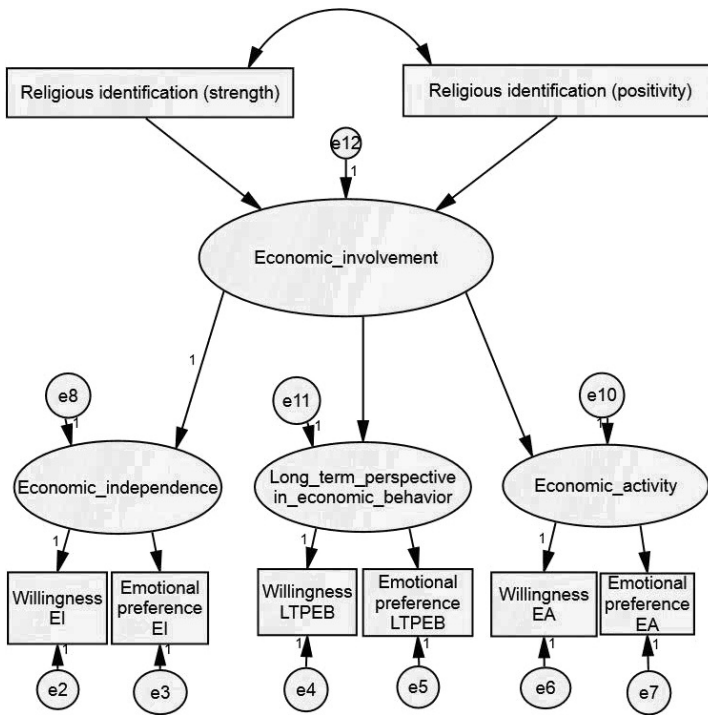 Religious identification (strength)
Religious identification (positivity)
e12
1
Economic_involvement
1
e8
1
e11
1
e10
1
Economic_independence
Long_term_perspective
in_economic_behavior
Economic_activity
1
1
1
Willingness
EI
Emotional
preference
EI
Willingness
LTPEB
Emotional
preference
LTPEB
Willingness
EA
Emotional
preference
EA
1
1
1
1
1
1
e2
e3
e4
e5
e6
e7